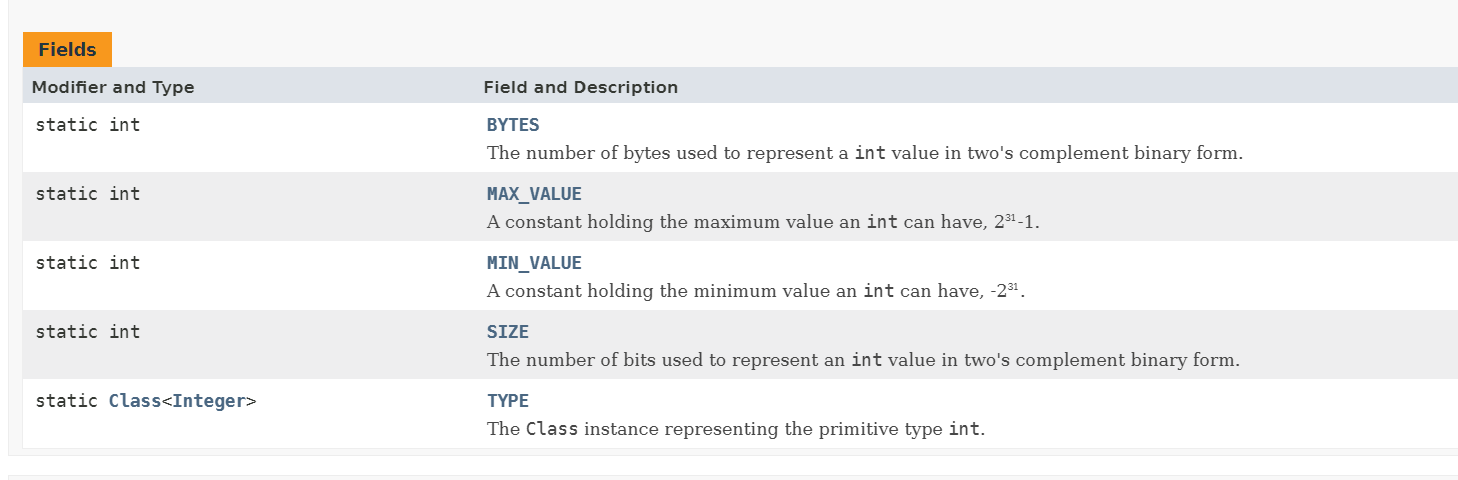 Fields
Modifier and Type Field and Description
static int BYTES
The number of bytes used to represent a int value in two's complement binary form.
static int MAX_VALUE
A constant holding the maximum value an int can have, 2³¹-1.
static int MIN_VALUE
A constant holding the minimum value an int can have, -2³¹.
static int SIZE
The number of bits used to represent an int value in two's complement binary form.
static Class<Integer> TYPE
The Class instance representing the primitive type int.